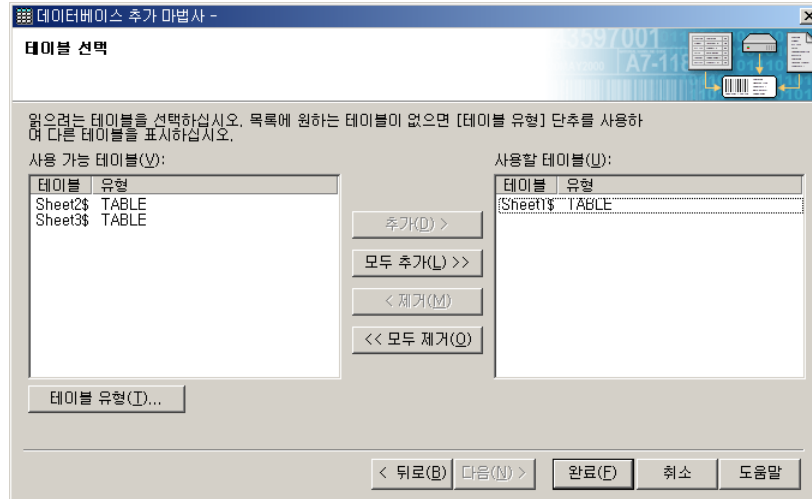 데이터베이스 추가 마법사 -
테이블 선택
읽으려는 테이블을 선택하십시오. 목록에 원하는 테이블이 없으면 [테이블 유형] 단추를 사용하
여 다른 테이블을 표시하십시오.
사용 가능 테이블(V):
사용할 테이블(U):
테이블 유형
Sheet2$ TABLE
Sheet3$ TABLE
테이블 유형
Sheet1$ TABLE
추가(D) >
모두 추가(L) >>
< 제거(M)
<< 모두 제거(O)
테이블 유형(T)...
< 뒤로(B) 다음(N) > 완료(F) 취소 도움말